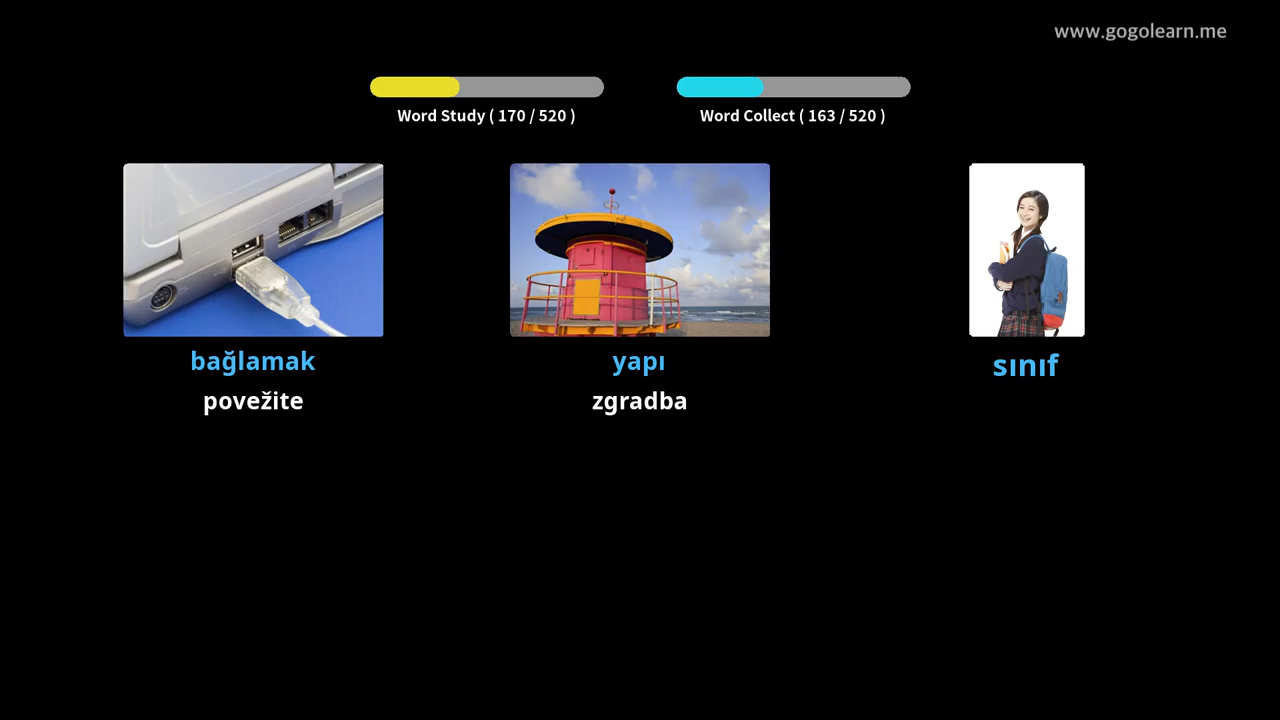 www.gogolearn.me
Word Study ( 170 / 520 )
Word Collect ( 163 / 520 )
bağlamak
povežite
yapı
zgradba
sınıf